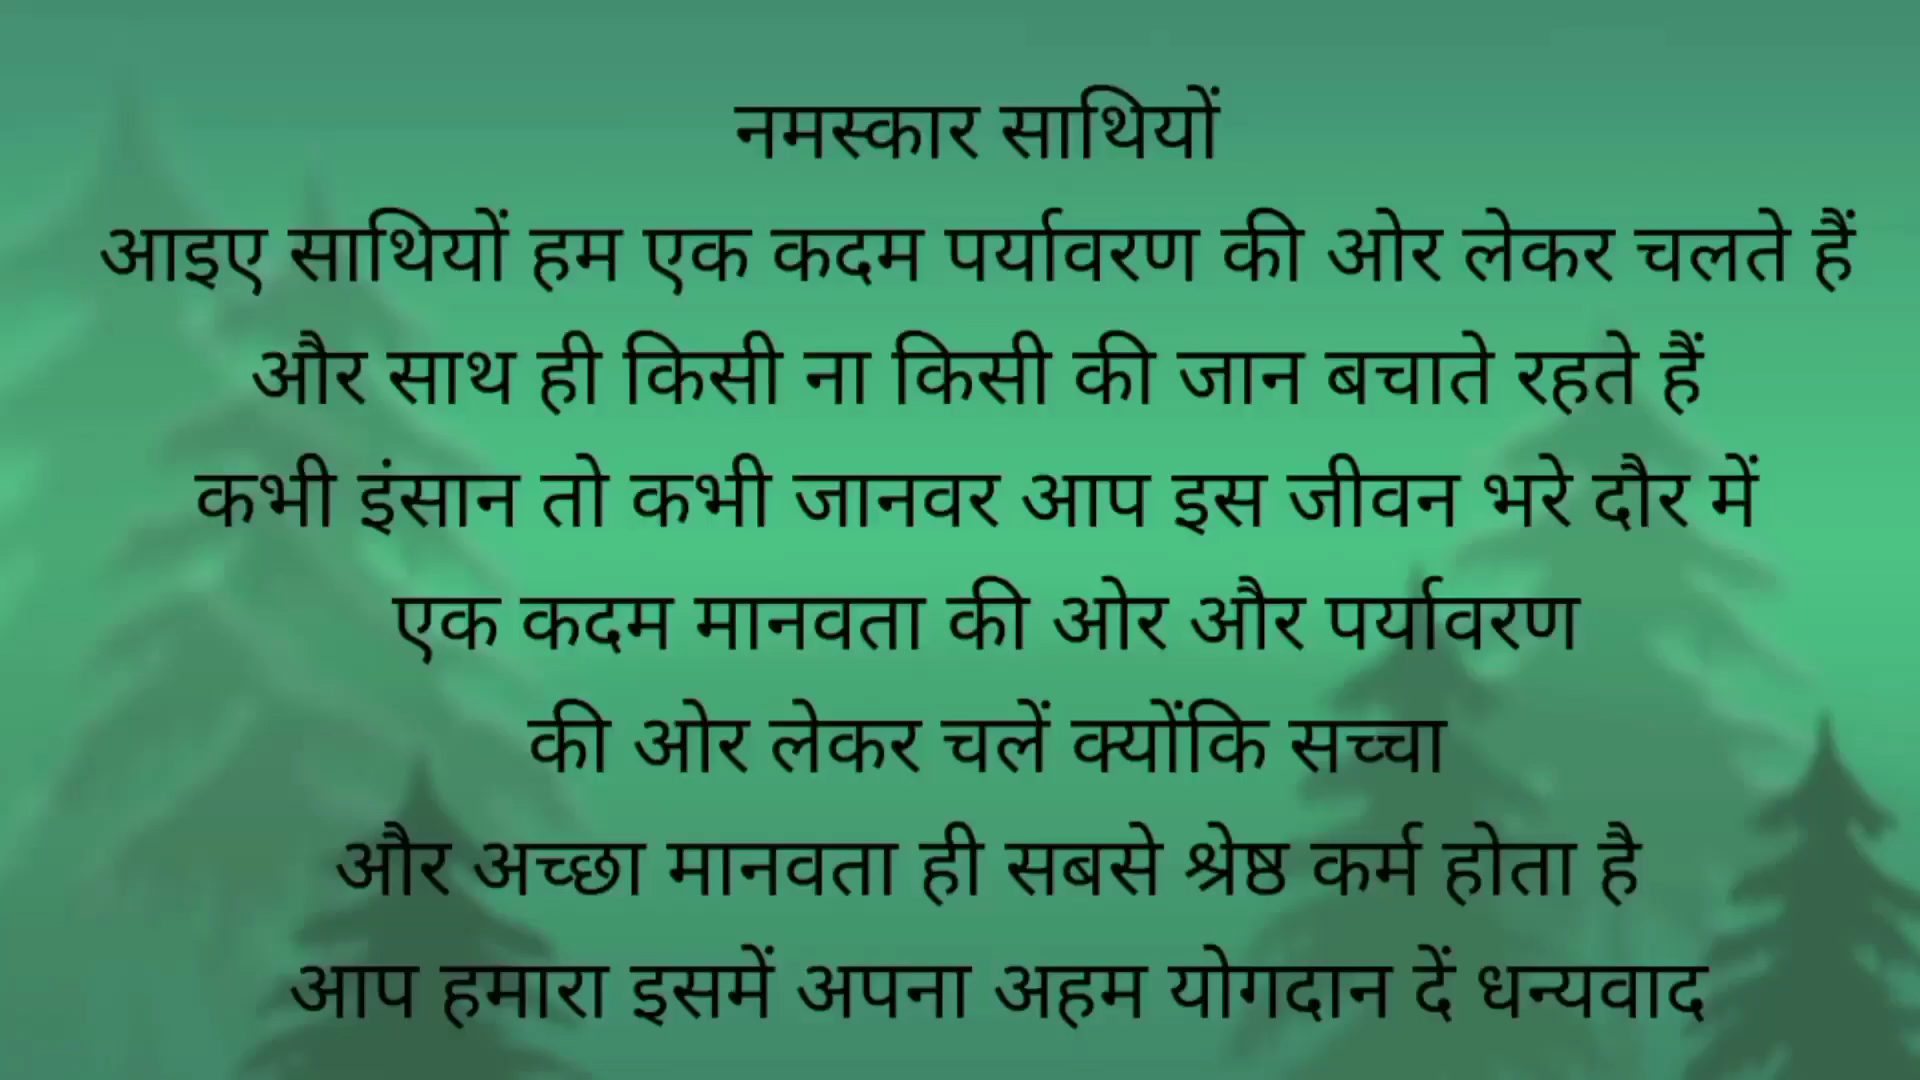 नमस्कार साथियों
आइए साथियों हम एक कदम पर्यावरण की ओर लेकर चलते हैं
और साथ ही किसी ना किसी की जान बचाते रहते हैं
कभी इंसान तो कभी जानवर आप इस जीवन भरे दौर में
एक कदम मानवता की ओर और पर्यावरण
की ओर लेकर चलें क्योंकि सच्चा
और अच्छा मानवता ही सबसे श्रेष्ठ कर्म होता है
आप हमारा इसमें अपना अहम योगदान दें धन्यवाद